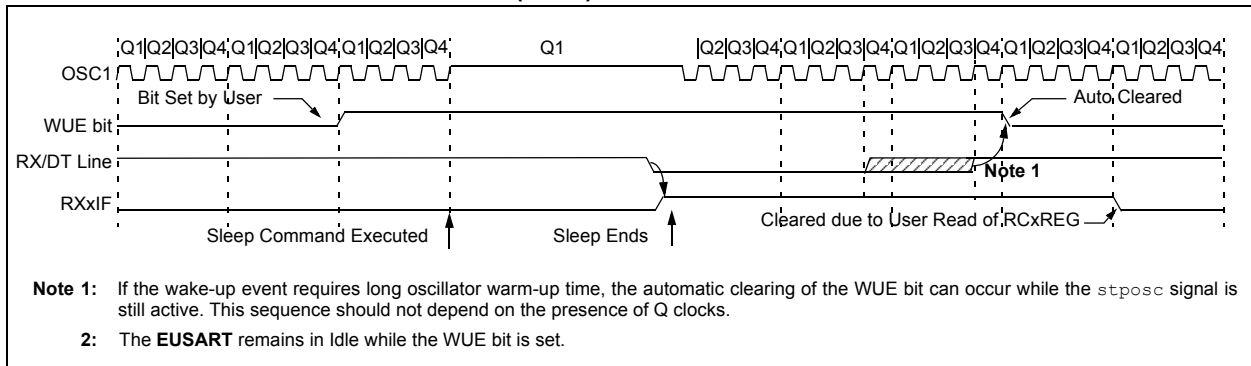 Q1|Q2|Q3|Q4|Q1|Q2|Q3|Q4|Q1|Q2|Q3|Q4| Q1 |Q2|Q3|Q4|Q1|Q2|Q3|Q4|Q1|Q2|Q3|Q4|Q1|Q2|Q3|Q4|Q1|Q2|Q3|Q4
OSC1
Bit Set by User Auto Cleared
WUE bit
RX/DT Line
Note 1
RXxIF
Cleared due to User Read of RCxREG
Sleep Command Executed Sleep Ends
Note 1: If the wake-up event requires long oscillator warm-up time, the automatic clearing of the WUE bit can occur while the stposc signal is
still active. This sequence should not depend on the presence of Q clocks.
2: The EUSART remains in Idle while the WUE bit is set.